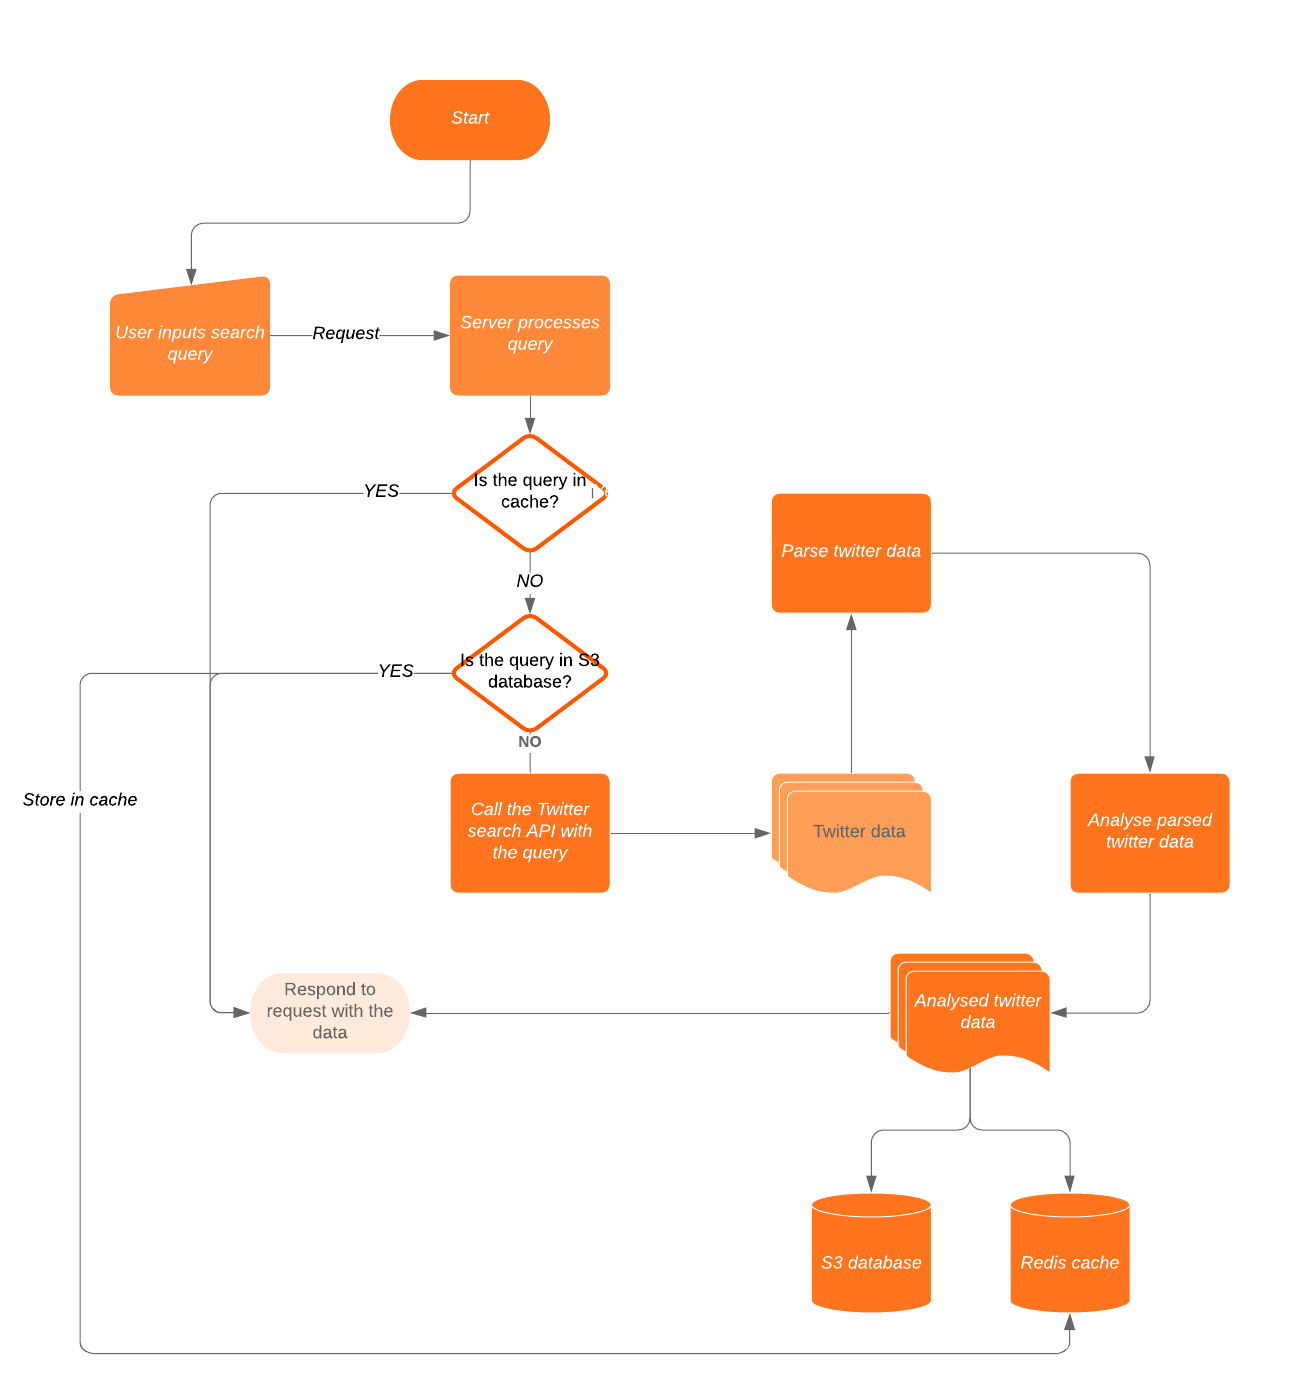 Start
User inputs search
query
Request
Server processes
query
Is the query in
cache?
YES
NO
Parse twitter data
Is the query in S3
database?
YES
NO
Store in cache
Call the Twitter
search API with
the query
Twitter data
Analyse parsed
twitter data
Respond to
request with the
data
Analysed twitter
data
S3 database
Redis cache